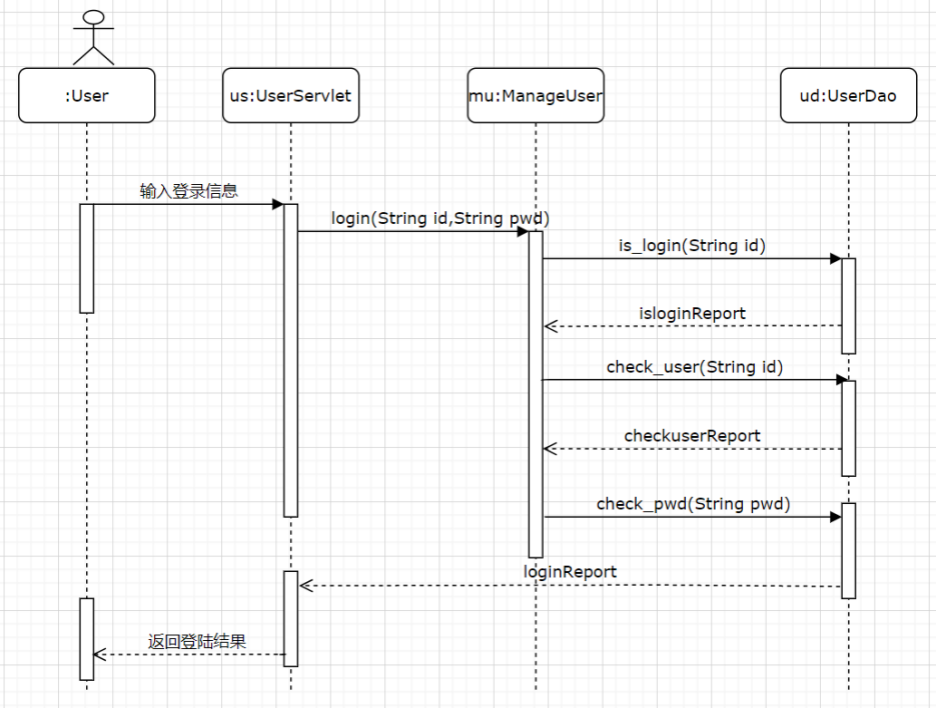 :User
us:UserServlet
mu:ManageUser
ud:UserDao
输入登录信息
login(String id,String pwd)
is_login(String id)
isloginReport
check_user(String id)
checkuserReport
check_pwd(String pwd)
loginReport
返回登陆结果